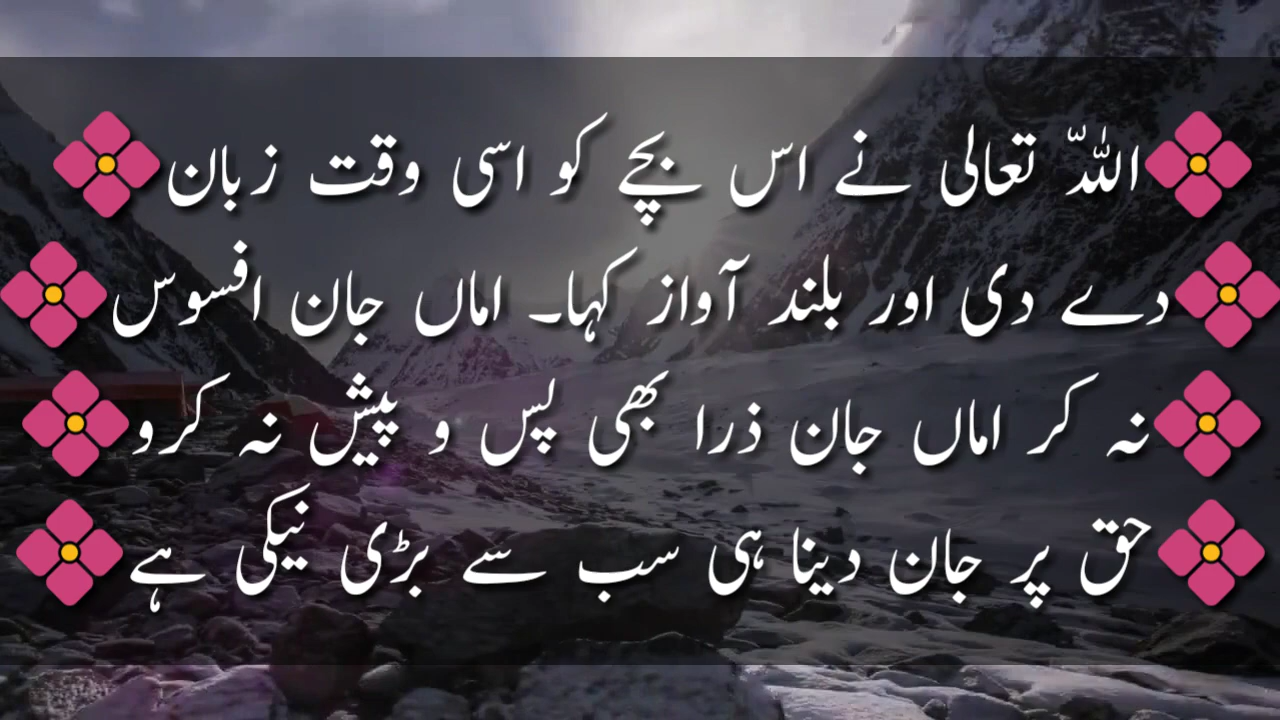 اللہّ تعالی نے اس بچے کو اسی وقت زبان
دے دی اور بلند آواز کہا۔ اماں جان افسوس
نہ کر اماں جان ذرا بھی پس و پیش نہ کرو
حق پر جان دینا ہی سب سے بڑی نیکی ہے